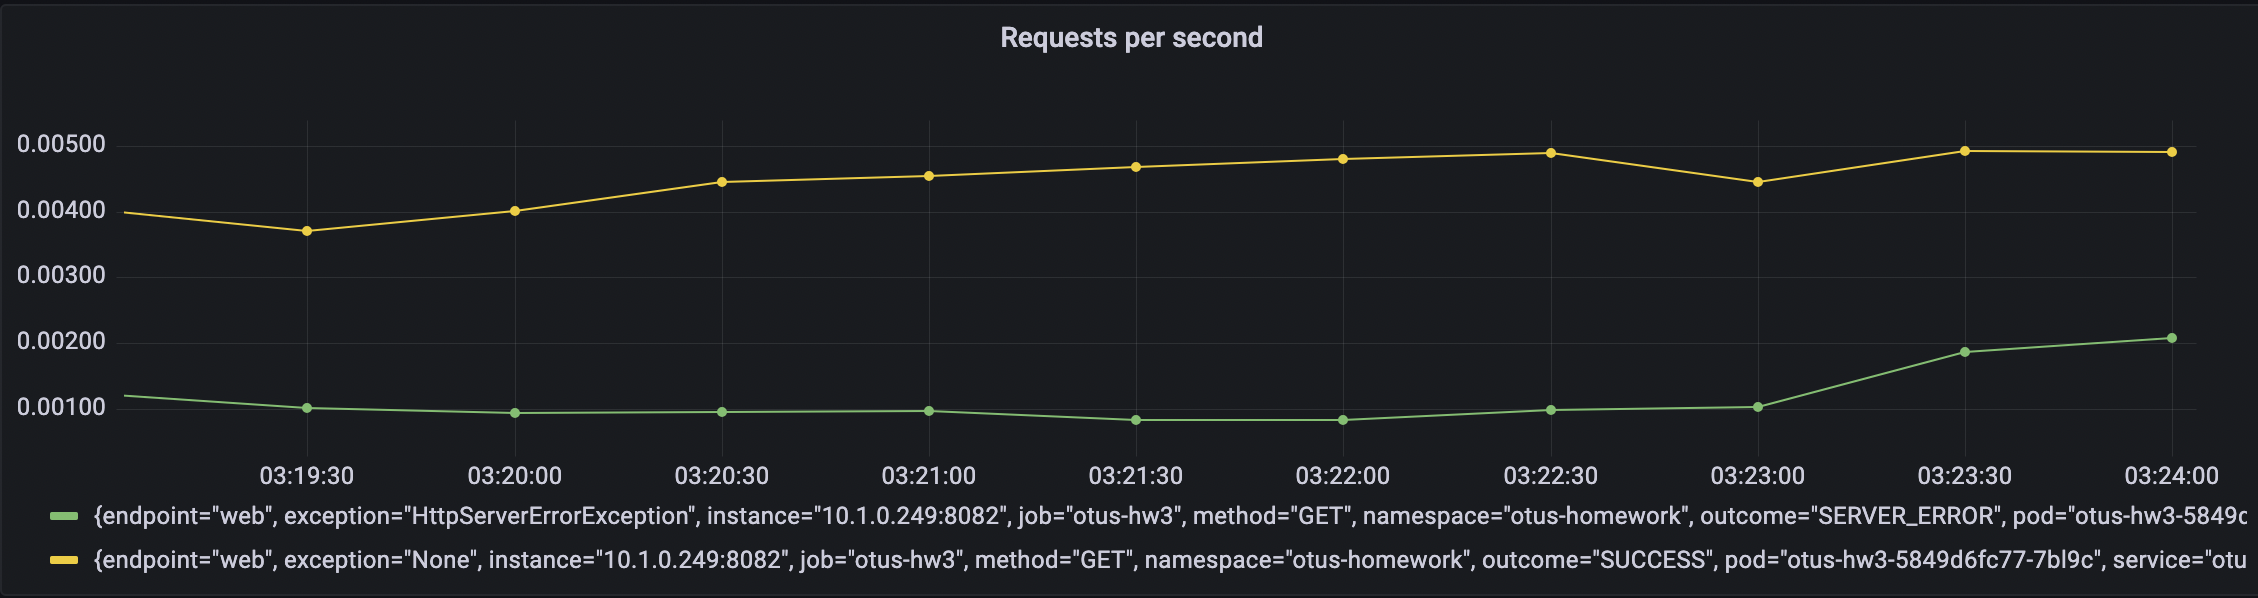 Requests per second
0.00500
0.00400
0.00300
0.00200
0.00100
03:19:30 03:20:00 03:20:30 03:21:00 03:21:30 03:22:00 03:22:30 03:23:00 03:23:30 03:24:00
{endpoint="web", exception="HttpServerErrorException", instance="10.1.0.249:8082", job="otus-hw3", method="GET", namespace="otus-homework", outcome="SERVER_ERROR", pod="otus-hw3-5849c
{endpoint="web", exception="None", instance="10.1.0.249:8082", job="otus-hw3", method="GET", namespace="otus-homework", outcome="SUCCESS", pod="otus-hw3-5849d6fc77-7bl9c", service="otu